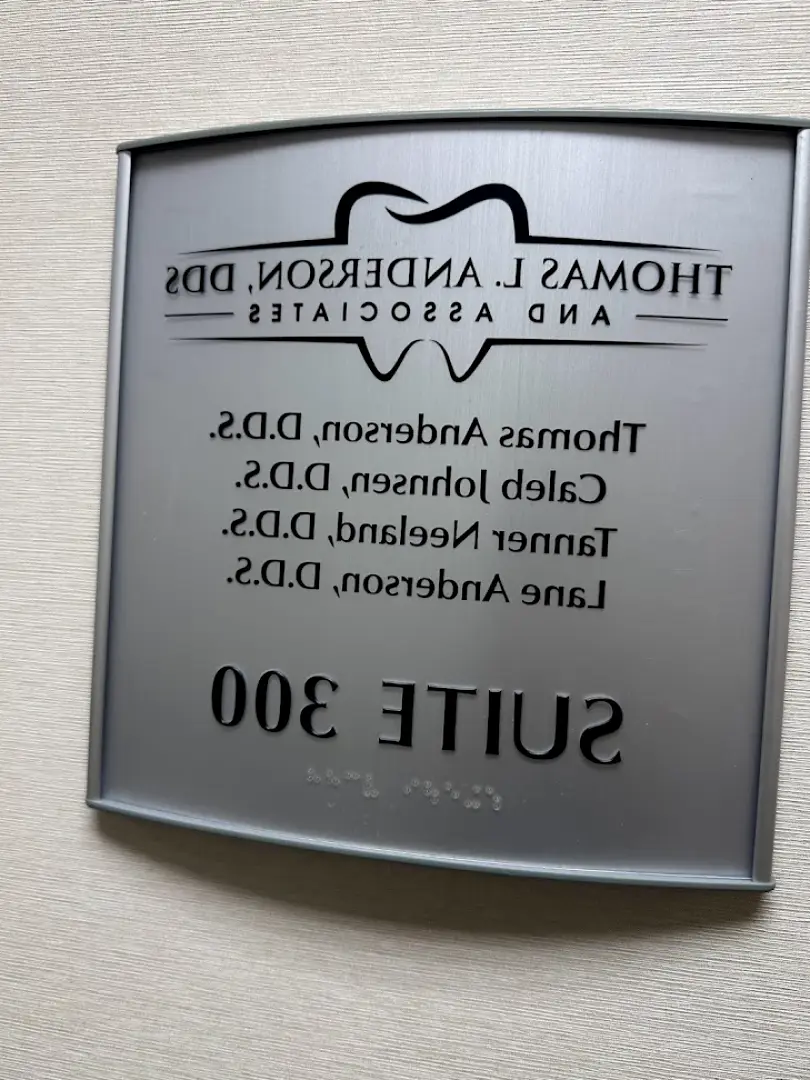 THOMAS L. ANDERSON, DDS
AND ASSOCIATES
Thomas Anderson, D.D.S.
Caleb Johnsen, D.D.S.
Tanner Neeland, D.D.S.
Lane Anderson, D.D.S.
SUITE 300